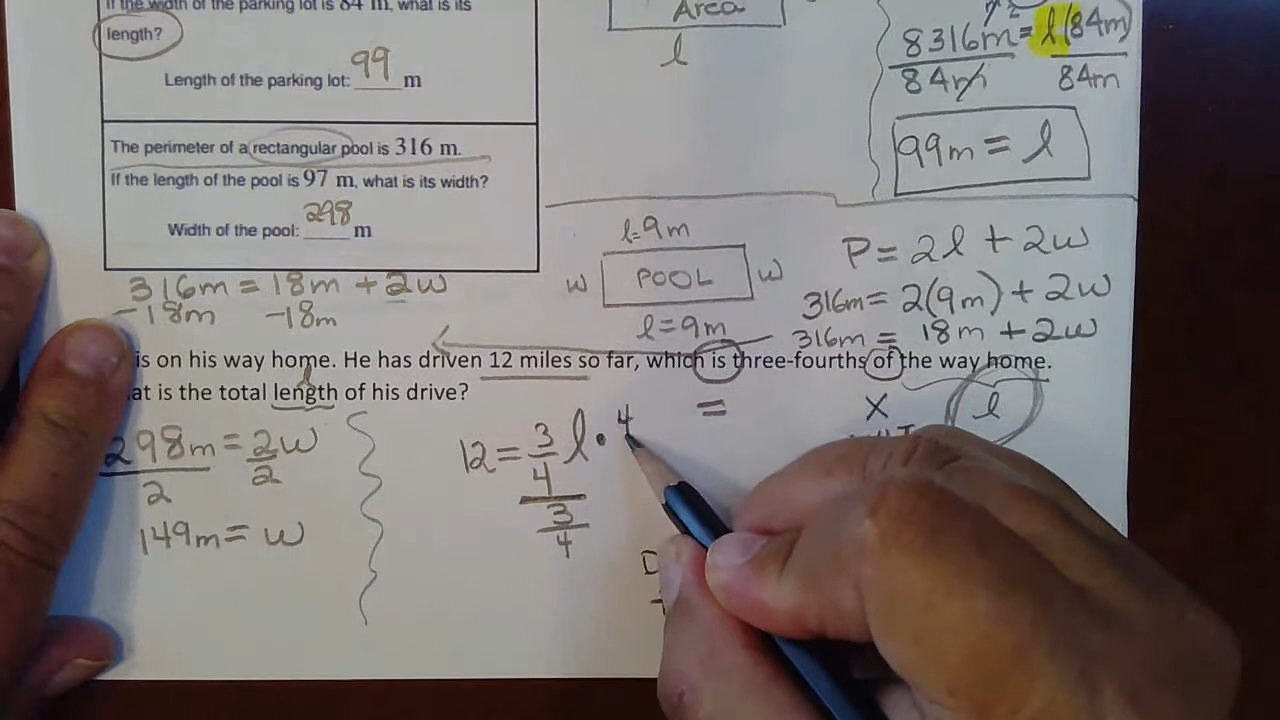 If the width of the parking lot is 84 m, what is its
length?
Length of the parking lot: 99 m
The perimeter of a rectangular pool is 316 m.
If the length of the pool is 97 m, what is its width?
Width of the pool: 298 m
Area
l
8316m² = l(84m)
84m 84m
99m = l
l=9m
w POOL w
l=9m
P = 2l + 2w
316m = 2(9m) + 2w
316m = 18m + 2w
316m = 18m + 2w
-18m -18m
is on his way home. He has driven 12 miles so far, which is three-fourths of the way home.
at is the total length of his drive?
298m = 2w
2 2
149m = w
= x l
12 = 3/4 l · 4
3/4